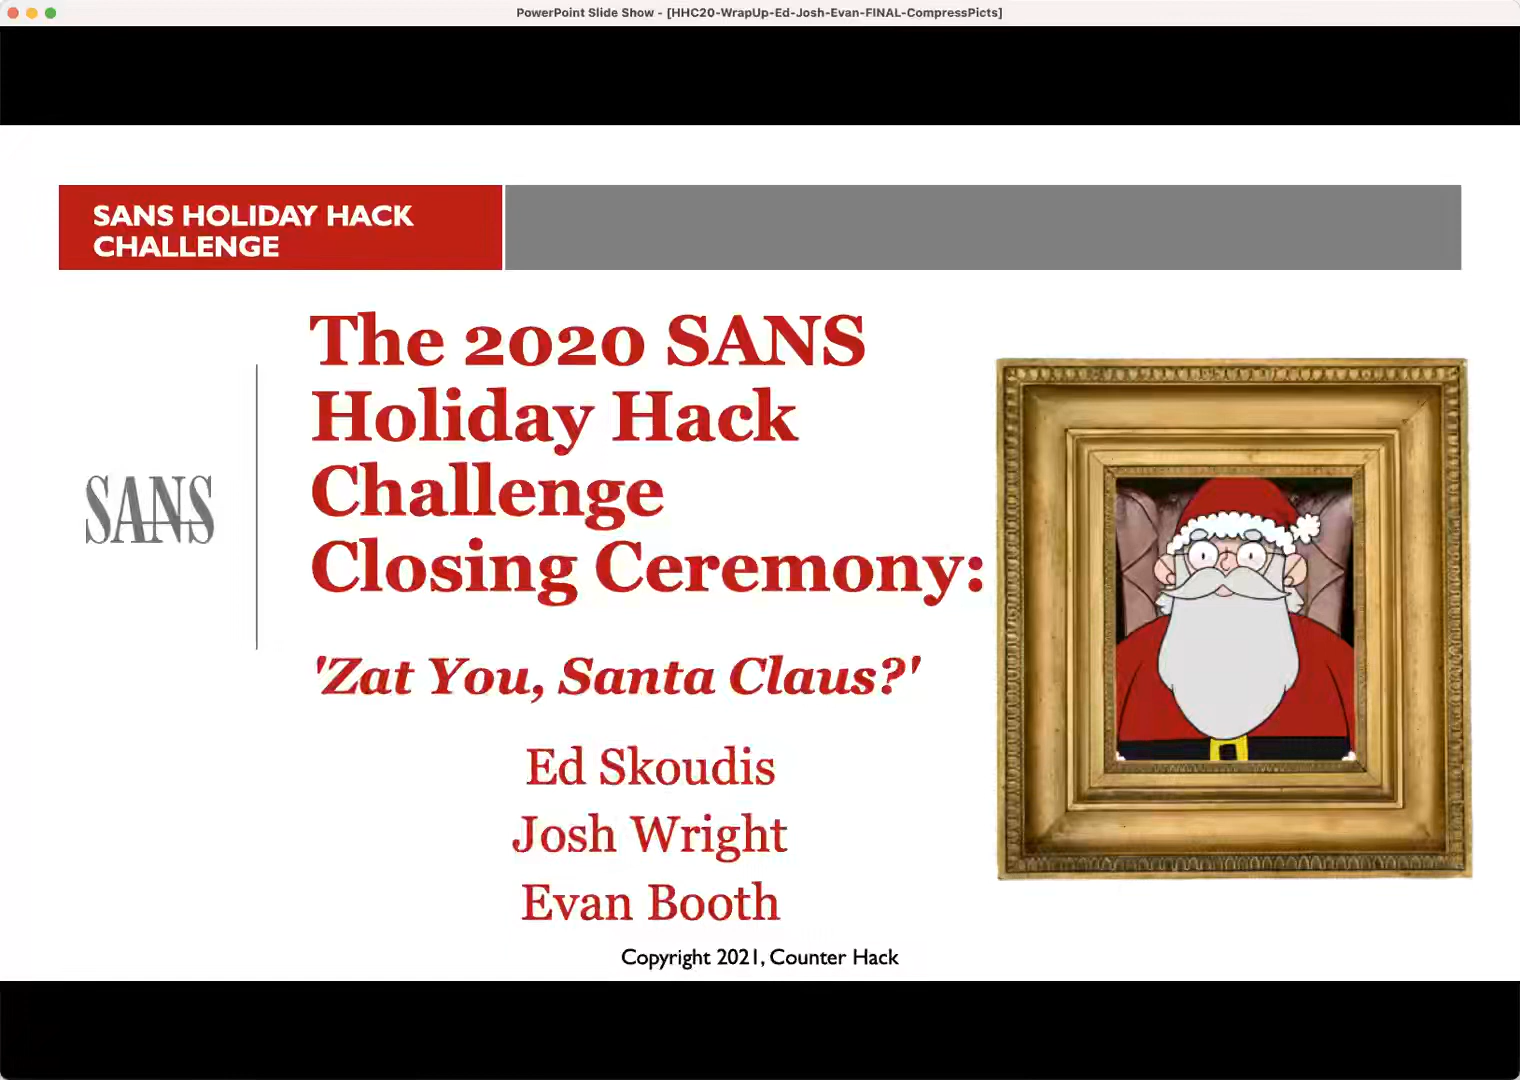 PowerPoint Slide Show - [HHC20-WrapUp-Ed-Josh-Evan-FINAL-CompressPicts]
SANS HOLIDAY HACK
CHALLENGE
SANS
The 2020 SANS
Holiday Hack
Challenge
Closing Ceremony:
'Zat You, Santa Claus?'
Ed Skoudis
Josh Wright
Evan Booth
Copyright 2021, Counter Hack